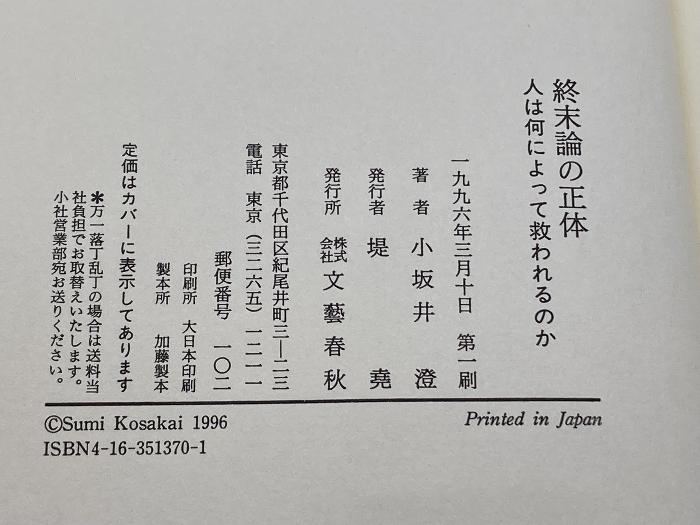 終末論の正体
人は何によって救われるのか
一九九六年三月十日 第一刷
著者 小坂井 澄
発行者 堤 堯
発行所 株式会社 文藝春秋
東京都千代田区紀尾井町三―二三
電話 東京(三二六五)一二一一
郵便番号 一〇二
印刷所 大日本印刷
製本所 加藤製本
定価はカバーに表示してあります
*万一落丁乱丁の場合は送料当
社負担でお取替えいたします。
小社営業部宛お送りください。
©Sumi Kosakai 1996
Printed in Japan
ISBN4-16-351370-1